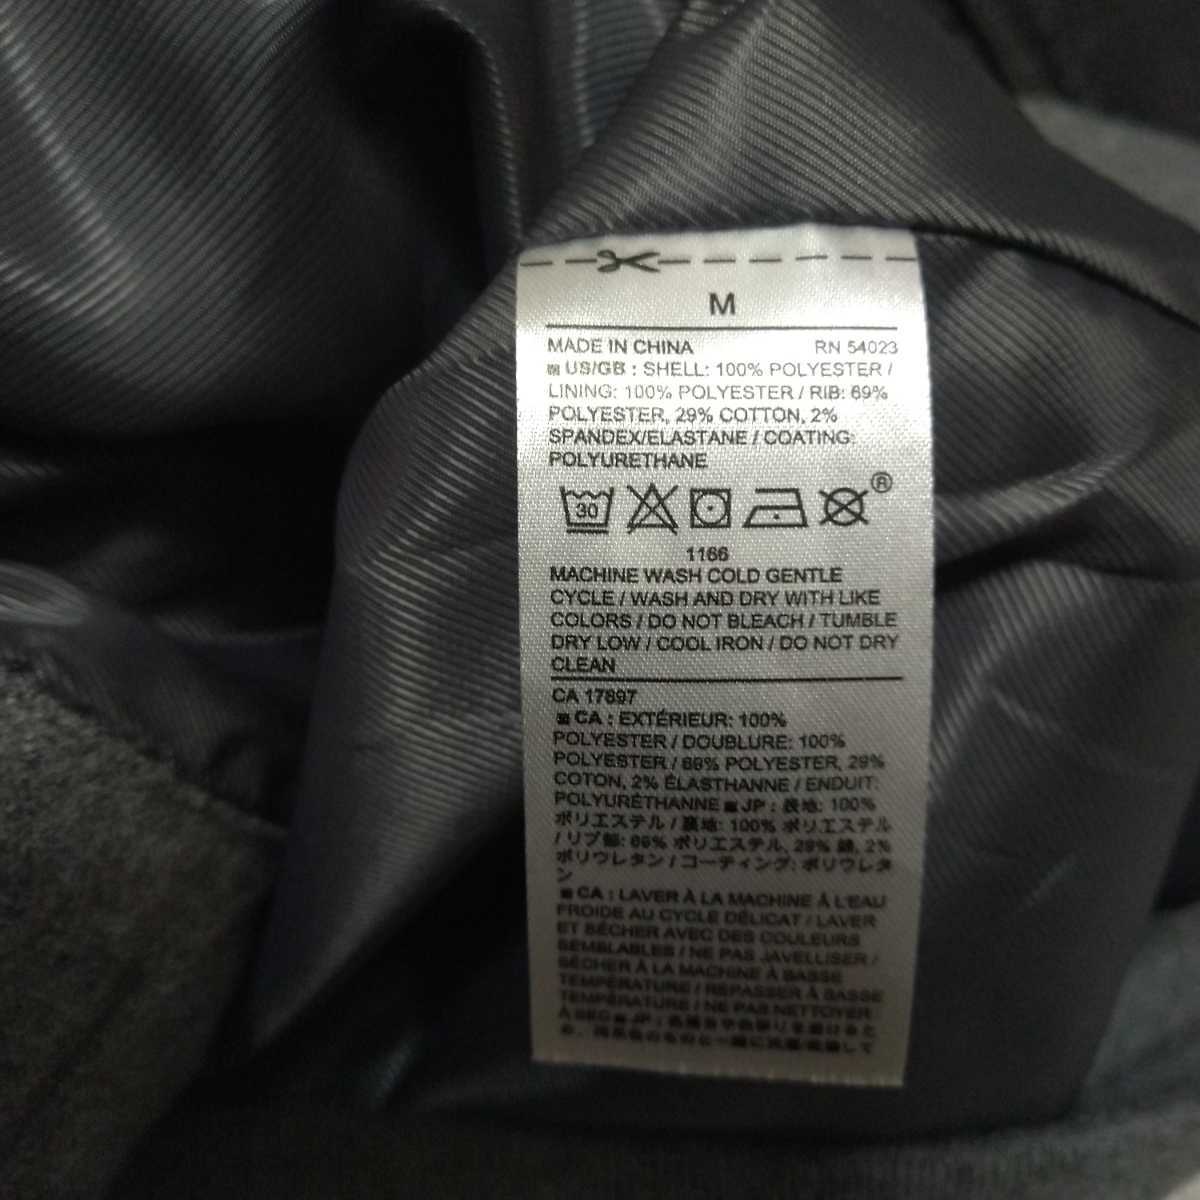 M
MADE IN CHINA RN 54023
US/GB : SHELL: 100% POLYESTER /
LINING: 100% POLYESTER / RIB: 69%
POLYESTER, 29% COTTON, 2%
SPANDEX/ELASTANE / COATING:
POLYURETHANE
30
®
1166
MACHINE WASH COLD GENTLE
CYCLE / WASH AND DRY WITH LIKE
COLORS / DO NOT BLEACH / TUMBLE
DRY LOW / COOL IRON / DO NOT DRY
CLEAN
CA 17897
CA : EXTÉRIEUR: 100%
POLYESTER / DOUBLURE: 100%
POLYESTER / 69% POLYESTER, 29%
COTON, 2% ÉLASTHANNE / ENDUIT:
POLYURÉTHANNE JP : 表地: 100%
ポリエステル / 裏地: 100% ポリエステル
/ リブ部: 69% ポリエステル, 29% 綿, 2%
ポリウレタン / コーティング: ポリウレタ
ン
CA : LAVER À LA MACHINE À L'EAU
FROIDE AU CYCLE DÉLICAT / LAVER
ET SÉCHER AVEC DES COULEURS
SEMBLABLES / NE PAS JAVELLISER /
SÉCHER À LA MACHINE À BASSE
TEMPÉRATURE / REPASSER À BASSE
TEMPÉRATURE / NE PAS NETTOYER
À SEC JP :